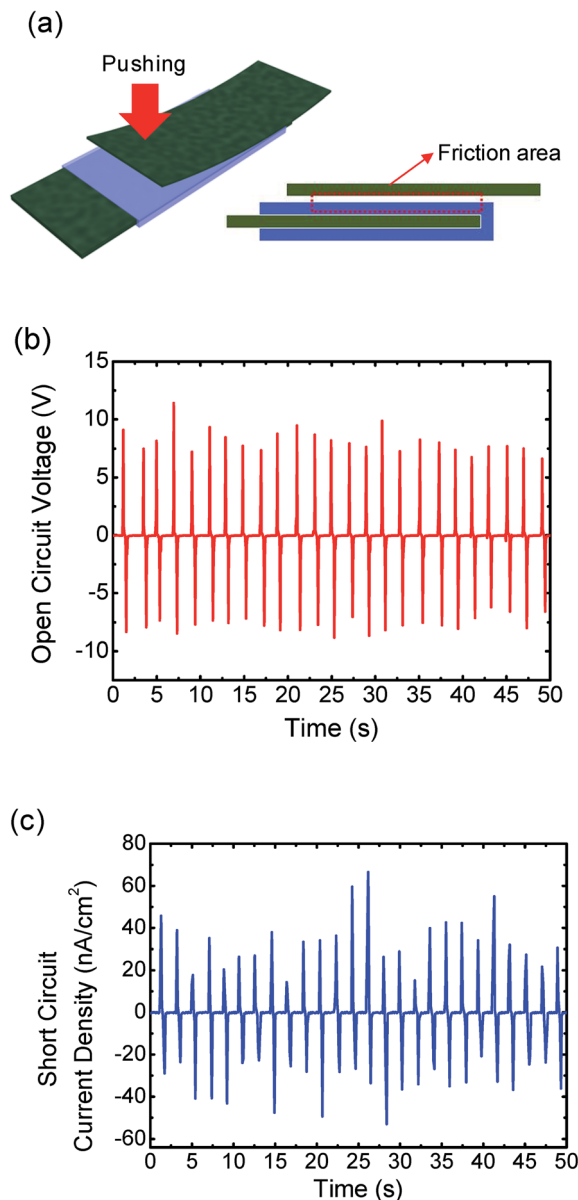 (a)
Pushing
Friction area
(b)
Open Circuit Voltage (V)
15
10
5
0
-5
-10
0 5 10 15 20 25 30 35 40 45 50
Time (s)
(c)
Short Circuit
Current Density (nA/cm²)
80
60
40
20
0
-20
-40
-60
0 5 10 15 20 25 30 35 40 45 50
Time (s)